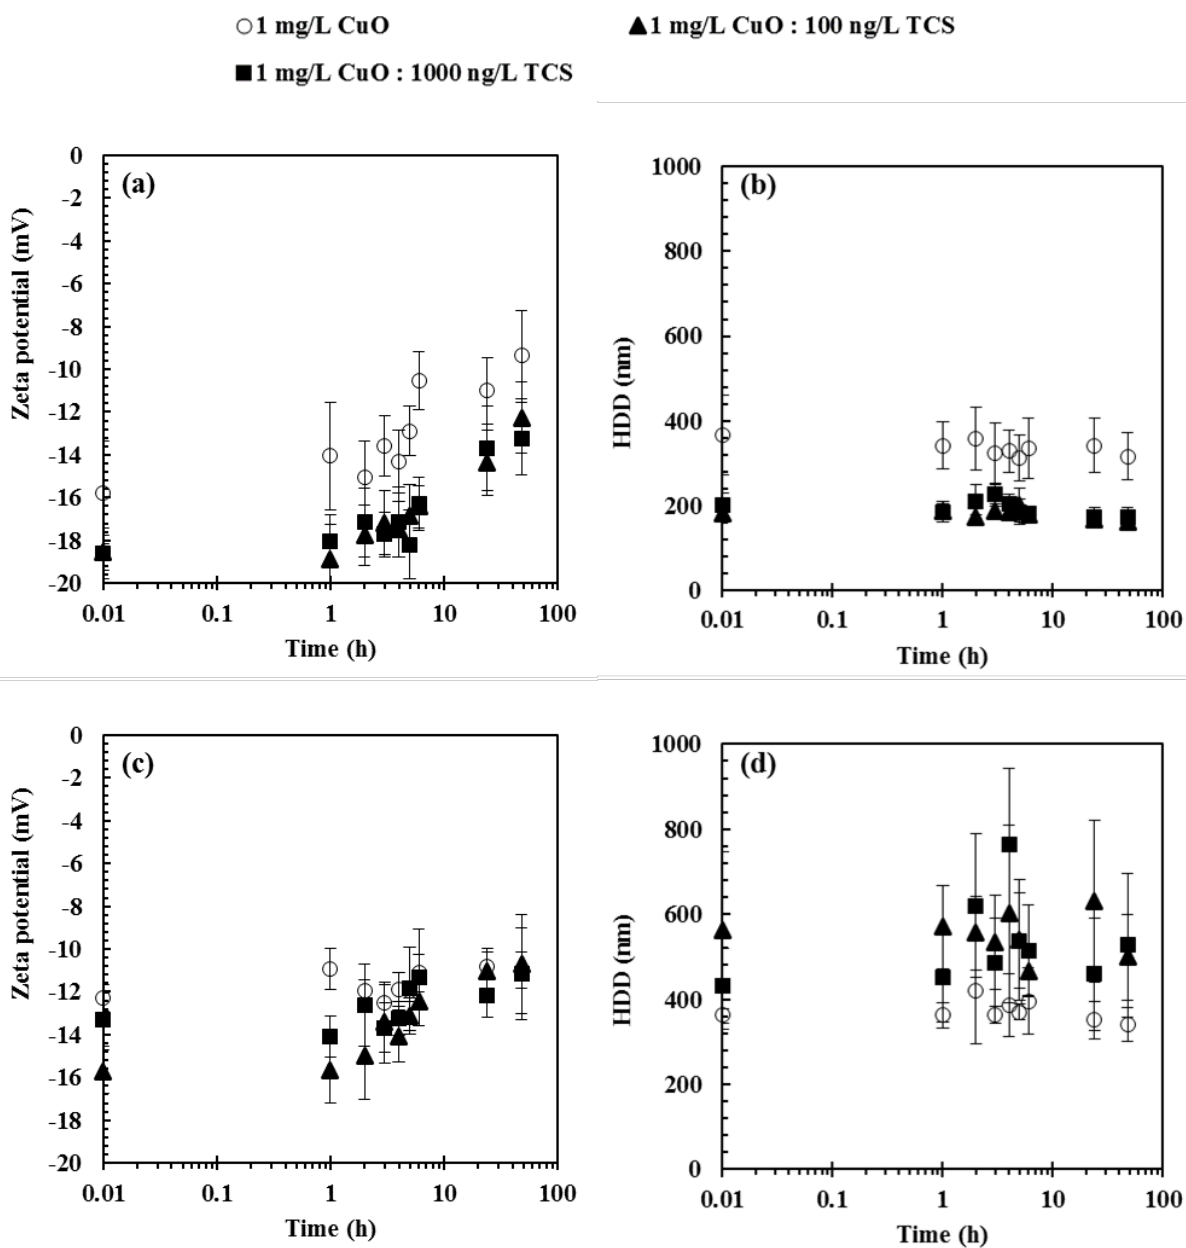 1 mg/L CuO
1 mg/L CuO : 100 ng/L TCS
1 mg/L CuO : 1000 ng/L TCS
(a)
Zeta potential (mV)
0
-2
-4
-6
-8
-10
-12
-14
-16
-18
-20
0.01 0.1 1 10 100
Time (h)
(b)
HDD (nm)
1000
800
600
400
200
0
0.01 0.1 1 10 100
Time (h)
(c)
Zeta potential (mV)
0
-2
-4
-6
-8
-10
-12
-14
-16
-18
-20
0.01 0.1 1 10 100
Time (h)
(d)
HDD (nm)
1000
800
600
400
200
0
0.01 0.1 1 10 100
Time (h)